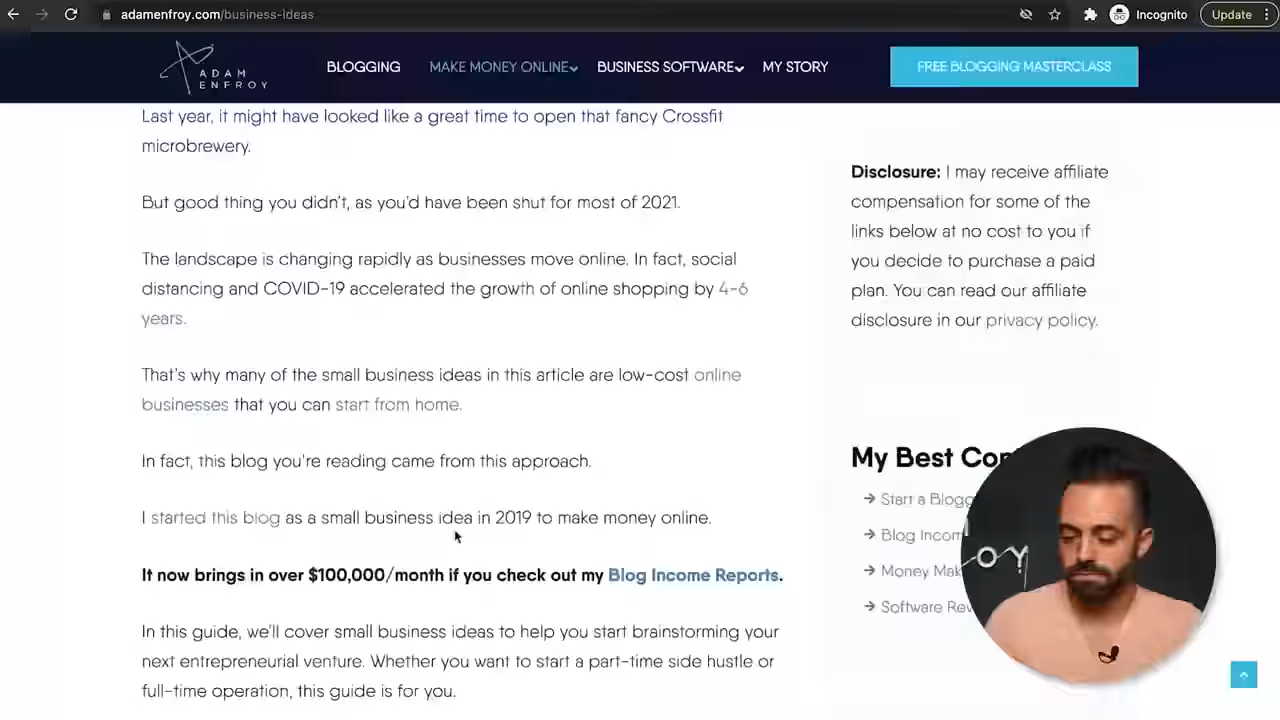 adamenfroy.com/business-ideas
Incognito
Update
ADAM
ENFROY
BLOGGING
MAKE MONEY ONLINE
BUSINESS SOFTWARE
MY STORY
FREE BLOGGING MASTERCLASS
Last year, it might have looked like a great time to open that fancy Crossfit
microbrewery.
But good thing you didn't, as you'd have been shut for most of 2021.
The landscape is changing rapidly as businesses move online. In fact, social
distancing and COVID-19 accelerated the growth of online shopping by 4-6
years.
That's why many of the small business ideas in this article are low-cost online
businesses that you can start from home.
In fact, this blog you're reading came from this approach.
I started this blog as a small business idea in 2019 to make money online.
It now brings in over $100,000/month if you check out my Blog Income Reports.
In this guide, we'll cover small business ideas to help you start brainstorming your
next entrepreneurial venture. Whether you want to start a part-time side hustle or
full-time operation, this guide is for you.
Disclosure: I may receive affiliate
compensation for some of the
links below at no cost to you if
you decide to purchase a paid
plan. You can read our affiliate
disclosure in our privacy policy.
My Best Con
Start a Blogg
Blog Incom
Money Mak
Software Rev
OY